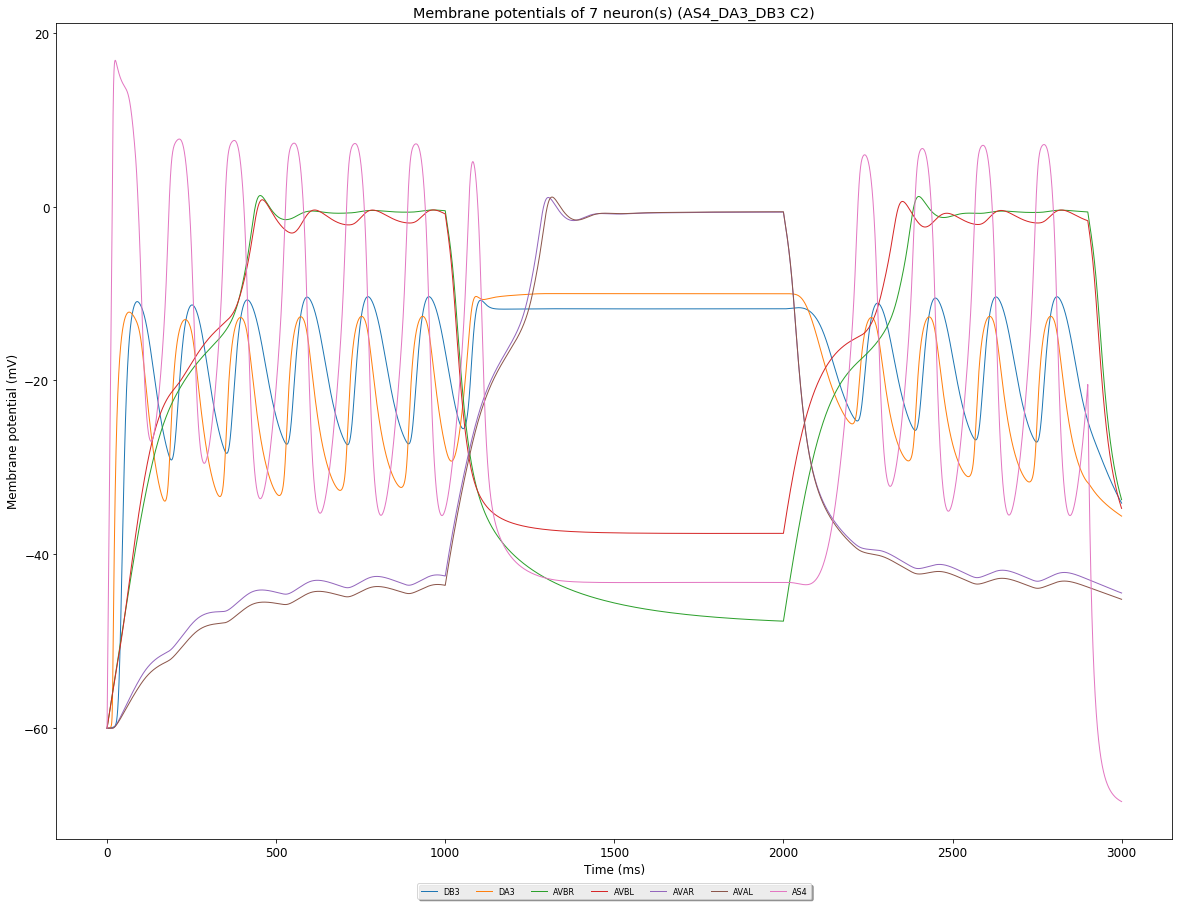 Membrane potentials of 7 neuron(s) (AS4_DA3_DB3 C2)
20
0
−20
−40
−60
Membrane potential (mV)
0 500 1000 1500 2000 2500 3000
Time (ms)
DB3 DA3 AVBR AVBL AVAR AVAL AS4